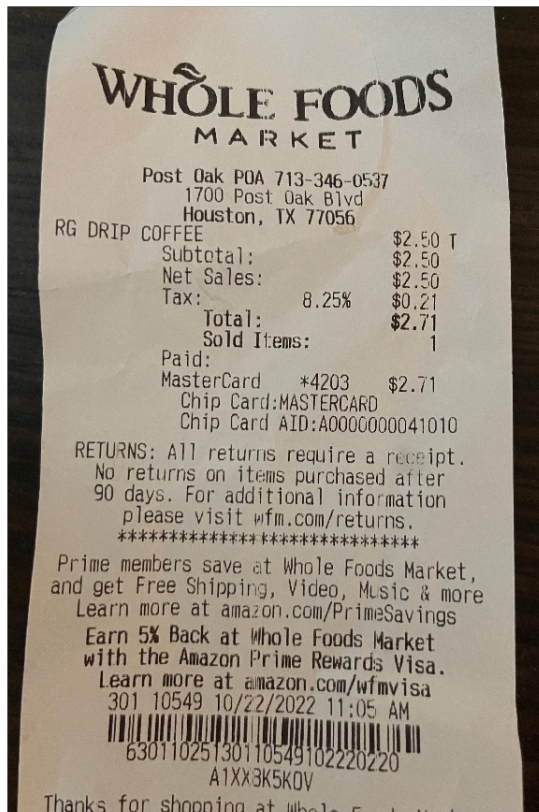 WHOLE FOODS
MARKET
Post Oak POA 713-346-0537
1700 Post Oak Blvd
Houston, TX 77056
RG DRIP COFFEE $2.50 T
Subtotal: $2.50
Net Sales: $2.50
Tax: 8.25% $0.21
Total: $2.71
Sold Items: 1
Paid:
MasterCard *4203 $2.71
Chip Card:MASTERCARD
Chip Card AID:A0000000041010
RETURNS: All returns require a receipt.
No returns on items purchased after
90 days. For additional information
please visit wfm.com/returns.
******************************
Prime members save at Whole Foods Market,
and get Free Shipping, Video, Music & more
Learn more at amazon.com/PrimeSavings
Earn 5% Back at Whole Foods Market
with the Amazon Prime Rewards Visa.
Learn more at amazon.com/wfmvisa
301 10549 10/22/2022 11:05 AM
63011025130110549102220220
A1XX3K5K0V
Thanks for shopping at Whole